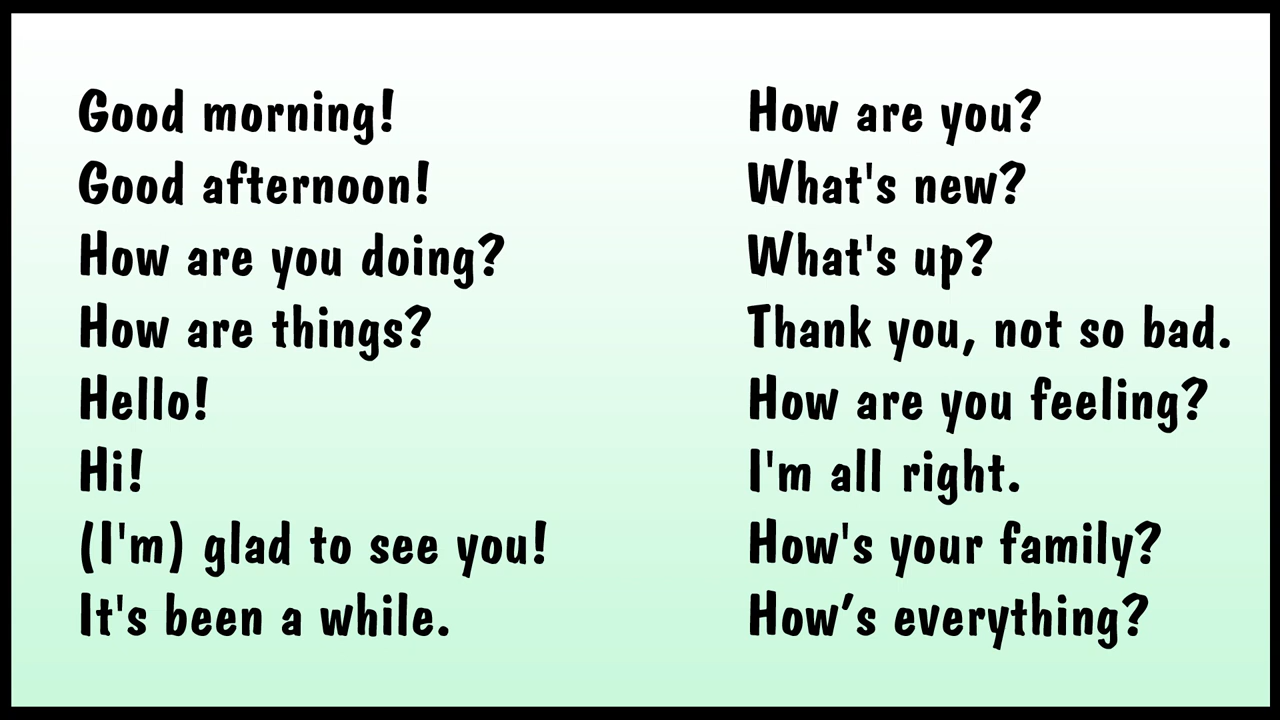 Good morning!
Good afternoon!
How are you doing?
How are things?
Hello!
Hi!
(I'm) glad to see you!
It's been a while.
How are you?
What's new?
What's up?
Thank you, not so bad.
How are you feeling?
I'm all right.
How's your family?
How’s everything?